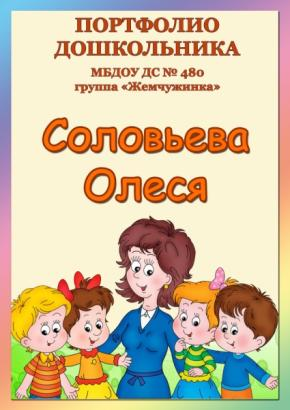 ПОРТФОЛИО
ДОШКОЛЬНИКА
МБДОУ ДС № 480
группа «Жемчужинка»
Соловьева
Олеся